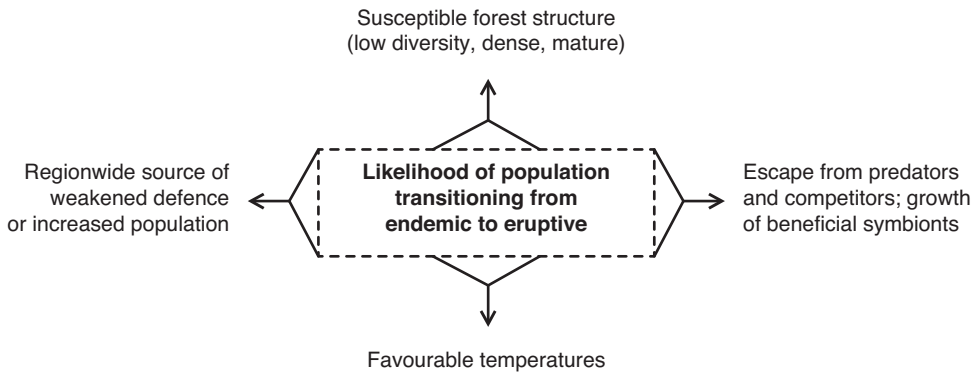 Susceptible forest structure
(low diversity, dense, mature)
Regionwide source of
weakened defence
or increased population
Likelihood of population
transitioning from
endemic to eruptive
Escape from predators
and competitors; growth
of beneficial symbionts
Favourable temperatures